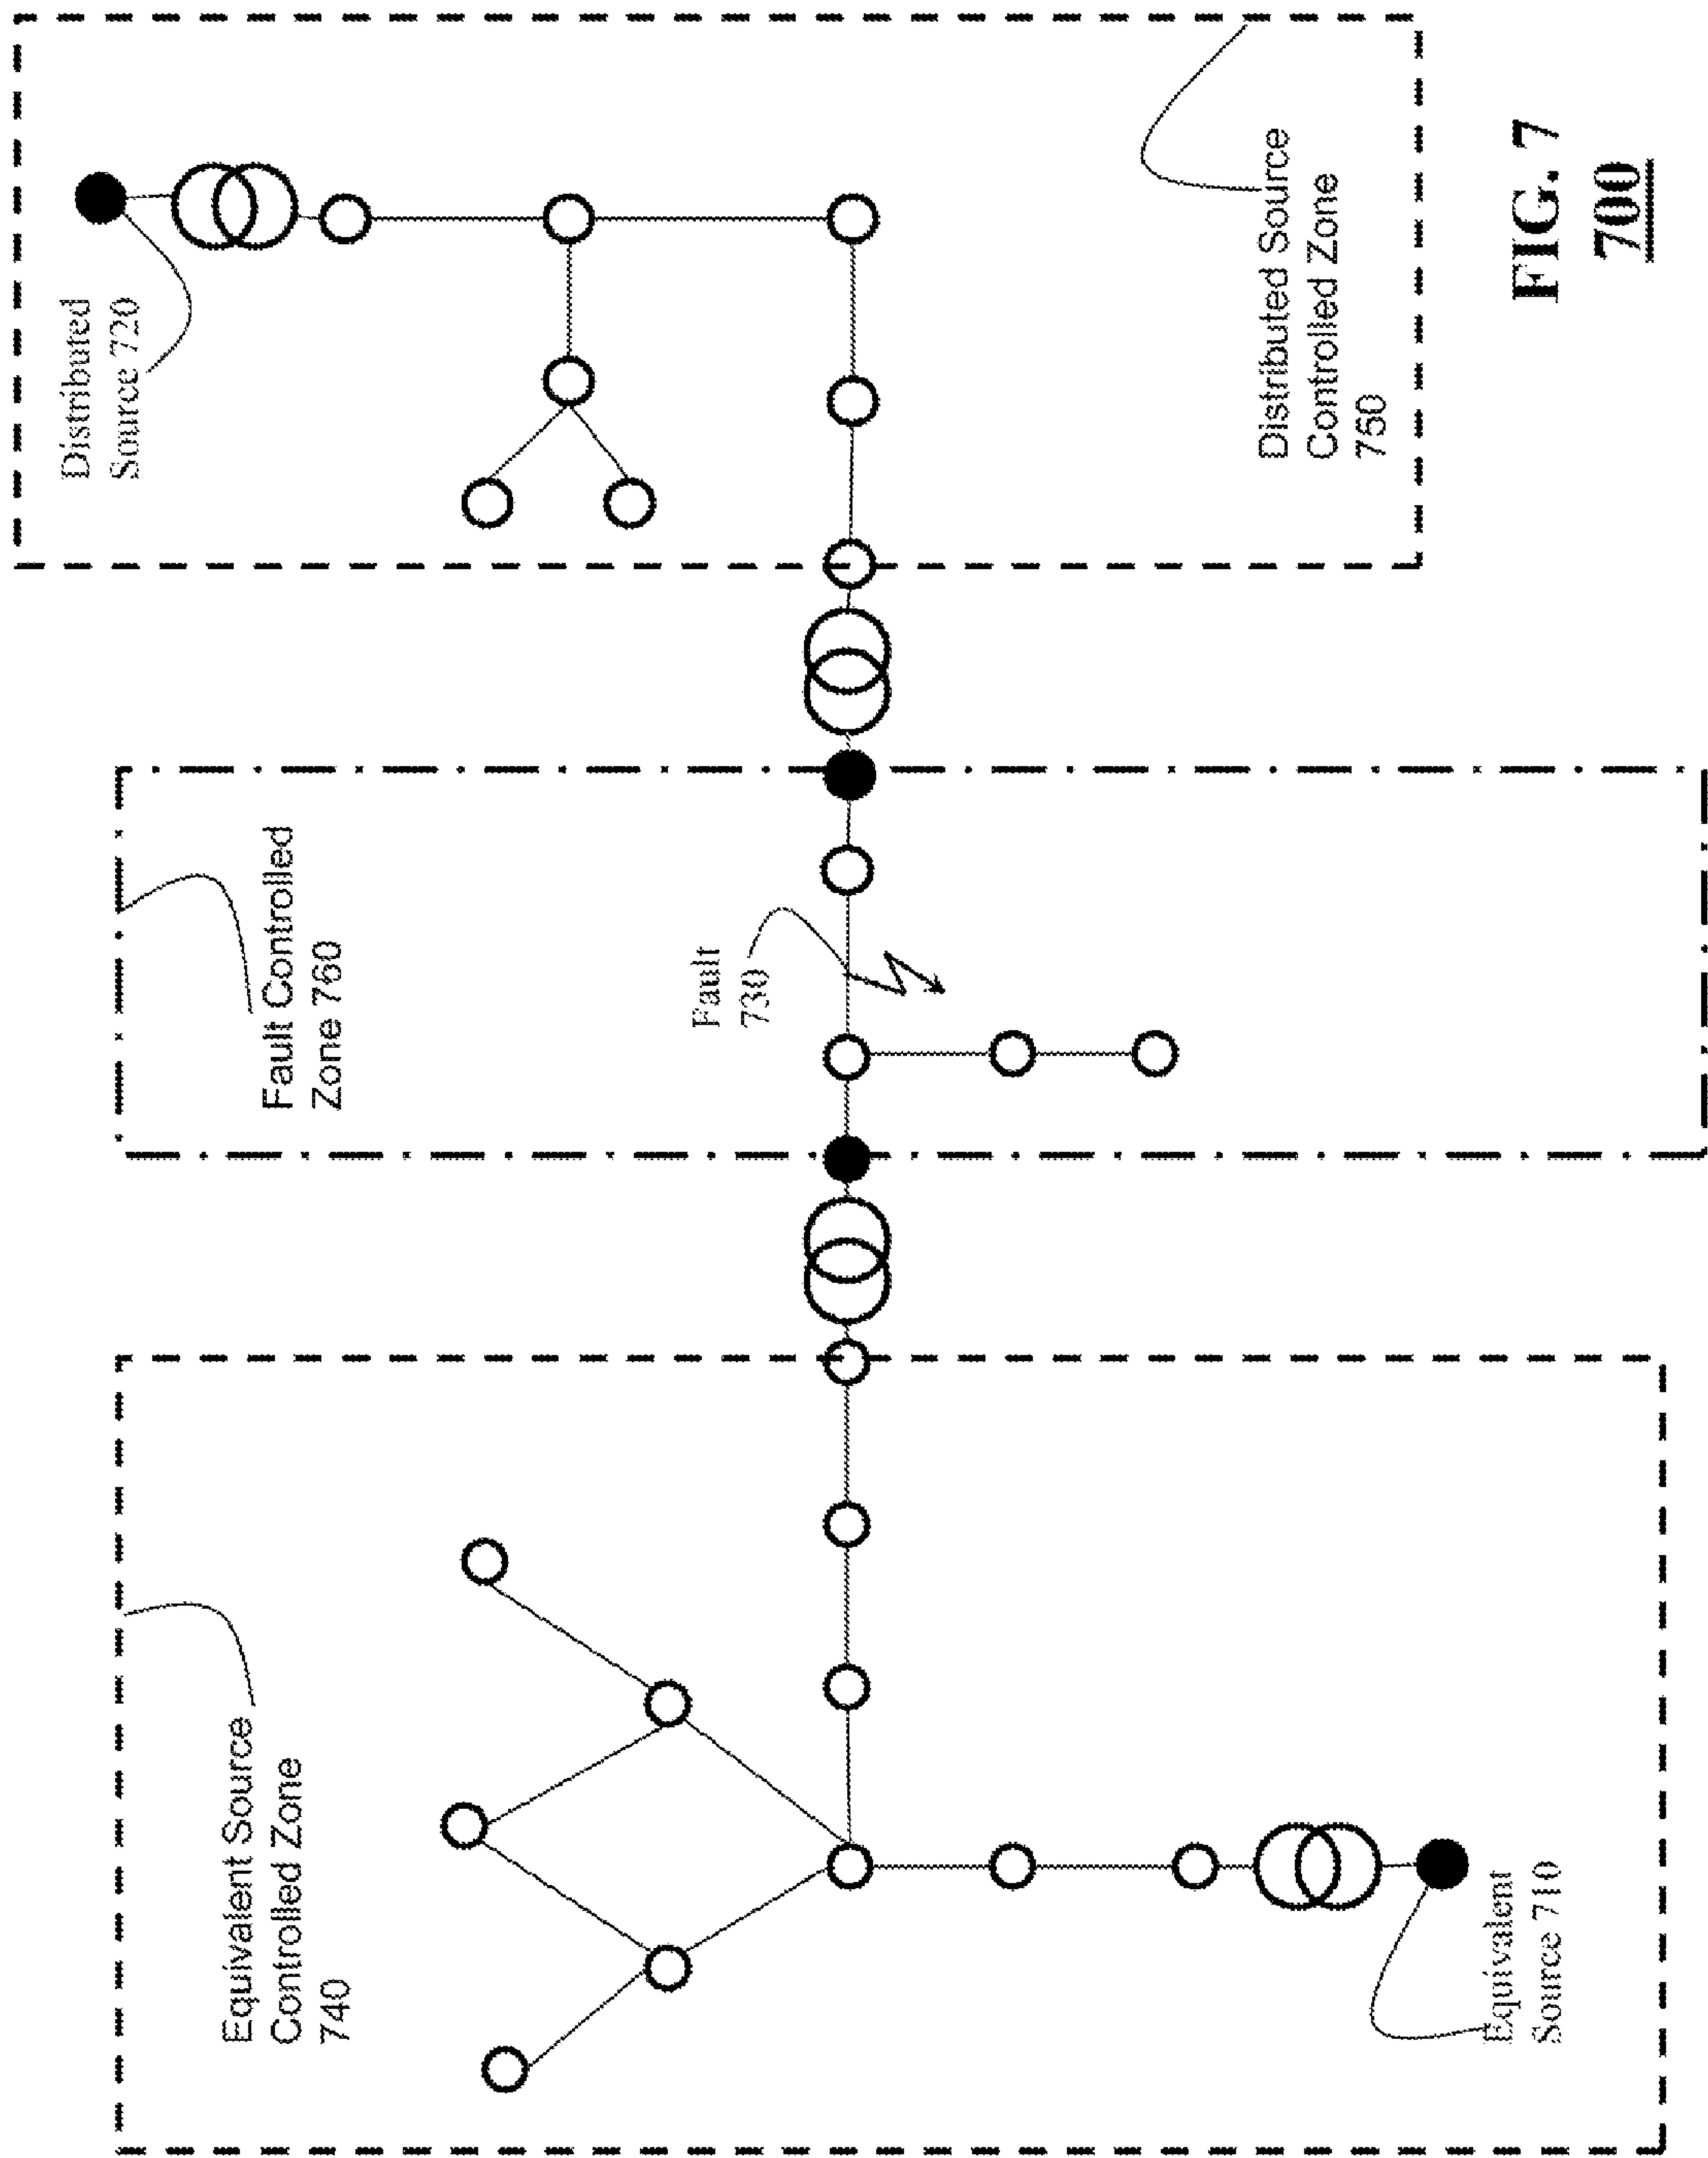 Equivalent Source
Controlled Zone
740
Equivalent
Source 710
Fault Controlled
Zone 760
Fault
730
Distributed
Source 720
Distributed Source
Controlled Zone
750
FIG. 7
700